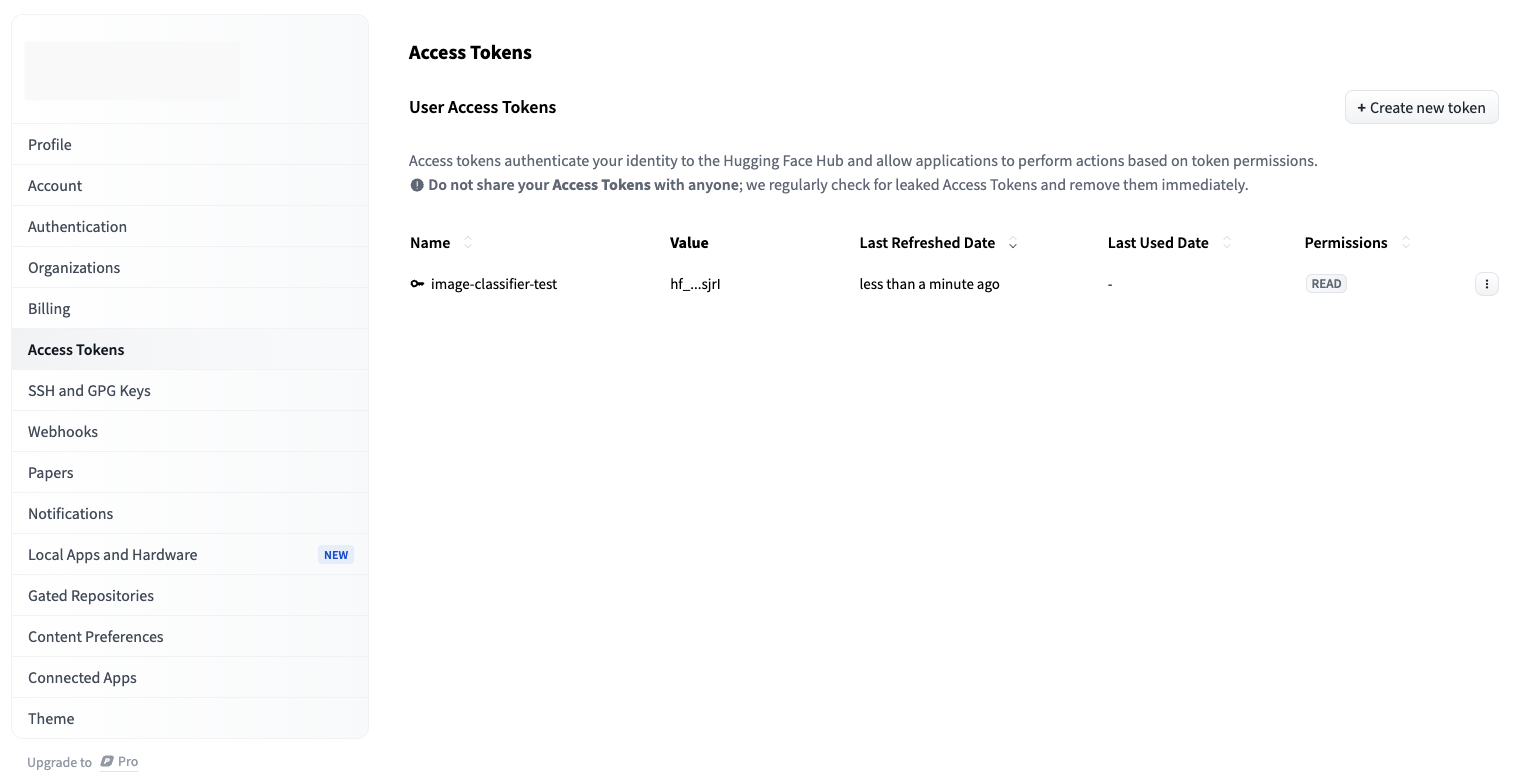 Profile
Account
Authentication
Organizations
Billing
Access Tokens
SSH and GPG Keys
Webhooks
Papers
Notifications
Local Apps and Hardware NEW
Gated Repositories
Content Preferences
Connected Apps
Theme
Upgrade to Pro
Access Tokens
User Access Tokens
+ Create new token
Access tokens authenticate your identity to the Hugging Face Hub and allow applications to perform actions based on token permissions.
Do not share your Access Tokens with anyone; we regularly check for leaked Access Tokens and remove them immediately.
Name Value Last Refreshed Date Last Used Date Permissions
image-classifier-test hf_...sjrI less than a minute ago - READ